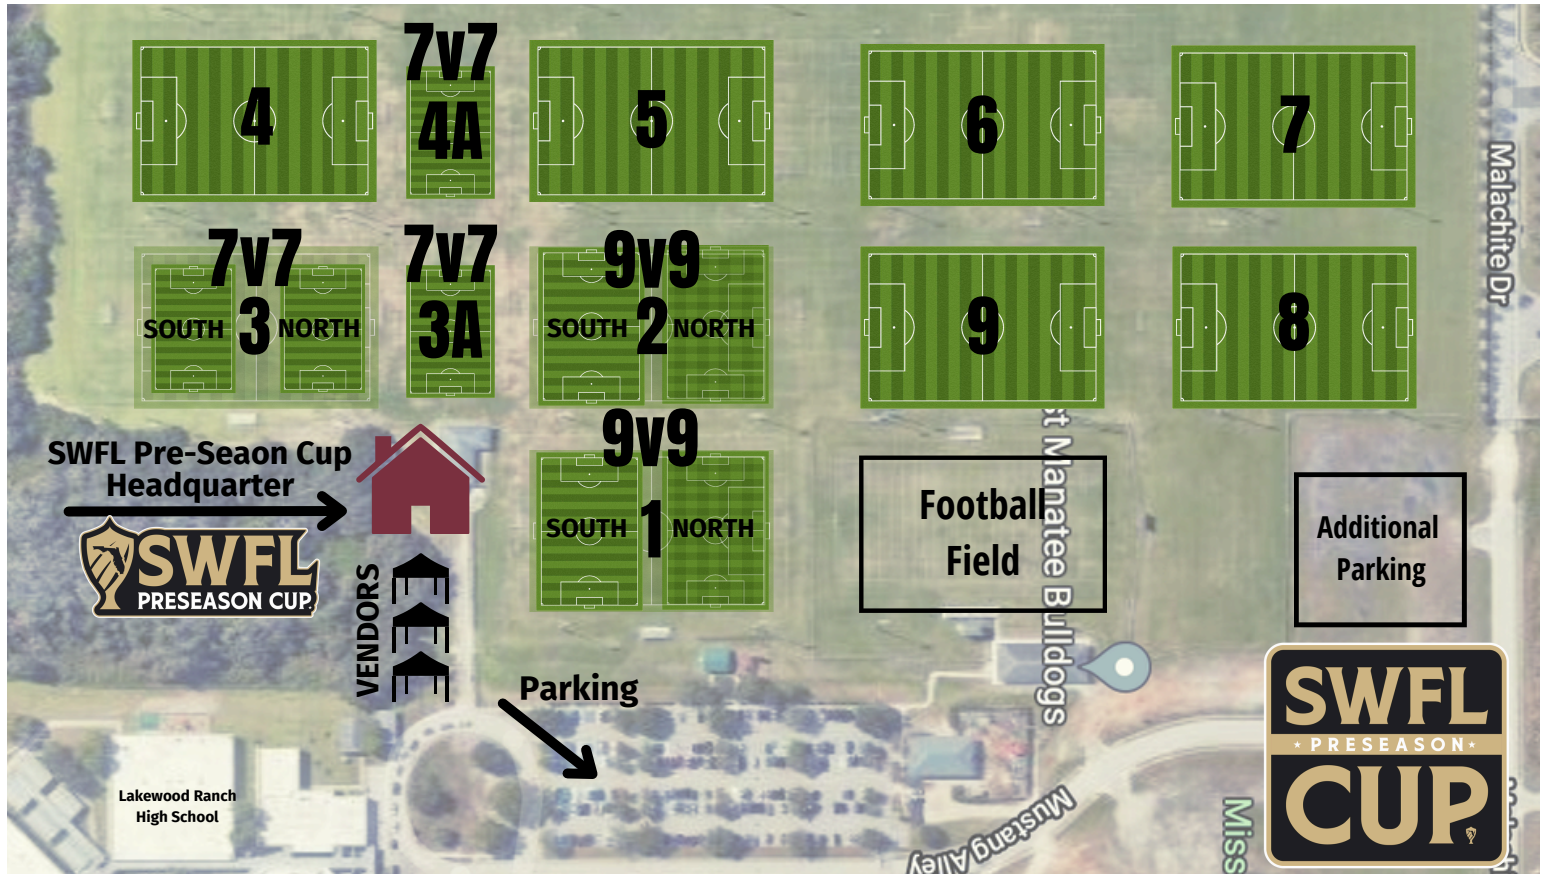 7v7
4
4A
5
6
7
7v7
SOUTH
3
NORTH
7v7
3A
9v9
SOUTH
2
NORTH
9
8
9v9
SOUTH
1
NORTH
SWFL Pre-Seaon Cup
Headquarter
SWFL
PRESEASON CUP
VENDORS
Football
Field
Additional
Parking
Malachite Dr
st Manatee Bulldogs
Parking
Lakewood Ranch
High School
Mustang Alley
Miss
SWFL
PRESEASON
CUP